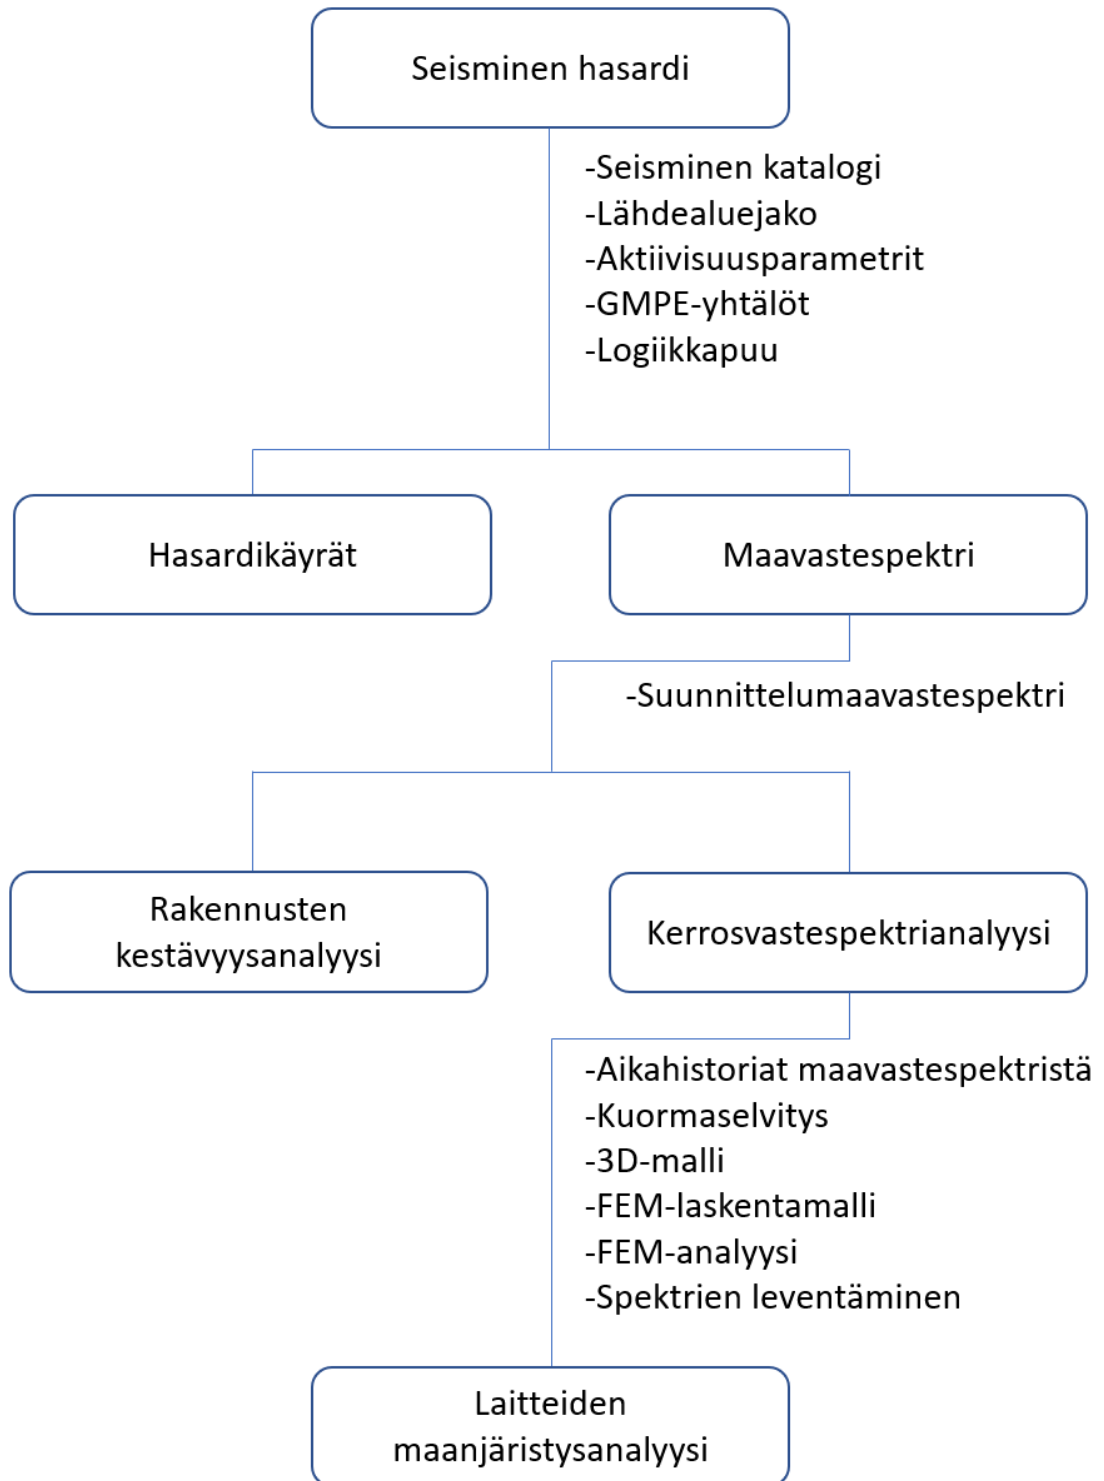 Seisminen hasardi
-Seisminen katalogi
-Lähdealuejako
-Aktiivisuusparametrit
-GMPE-yhtälöt
-Logiikkapuu
Hasardikäyrät
Maavastespektri
-Suunnittelumaavastespektri
Rakennusten
kestävyysanalyysi
Kerrosvastespektrianalyysi
-Aikahistoriat maavastespektristä
-Kuormaselvitys
-3D-malli
-FEM-laskentamalli
-FEM-analyysi
-Spektrien leventäminen
Laitteiden
maanjäristysanalyysi